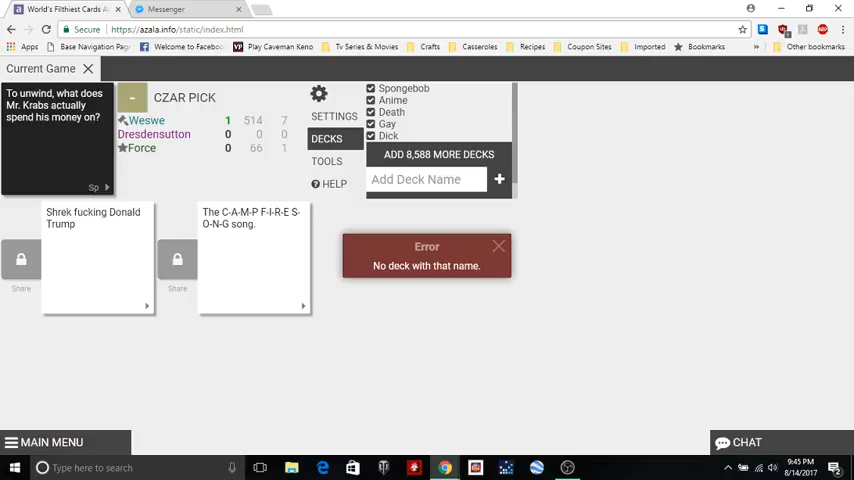 World's Filthiest Cards A
Messenger
Secure
https://azala.info/static/index.html
Apps
Base Navigation Page
Welcome to Faceboo
Play Caveman Keno
Tv Series & Movies
Crafts
Casseroles
Recipes
Coupon Sites
Imported
Bookmarks
Other bookmarks
Current Game
To unwind, what does
Mr. Krabs actually
spend his money on?
Sp
CZAR PICK
Weswe 1 514 7
Dresdensutton 0 0 0
Force 0 66 1
SETTINGS
DECKS
TOOLS
HELP
Spongebob
Anime
Death
Gay
Dick
ADD 8,588 MORE DECKS
Add Deck Name
Shrek fucking Donald
Trump
Share
The C-A-M-P F-I-R-E S-
O-N-G song.
Share
Error
No deck with that name.
MAIN MENU
CHAT
Type here to search
9:45 PM
8/14/2017